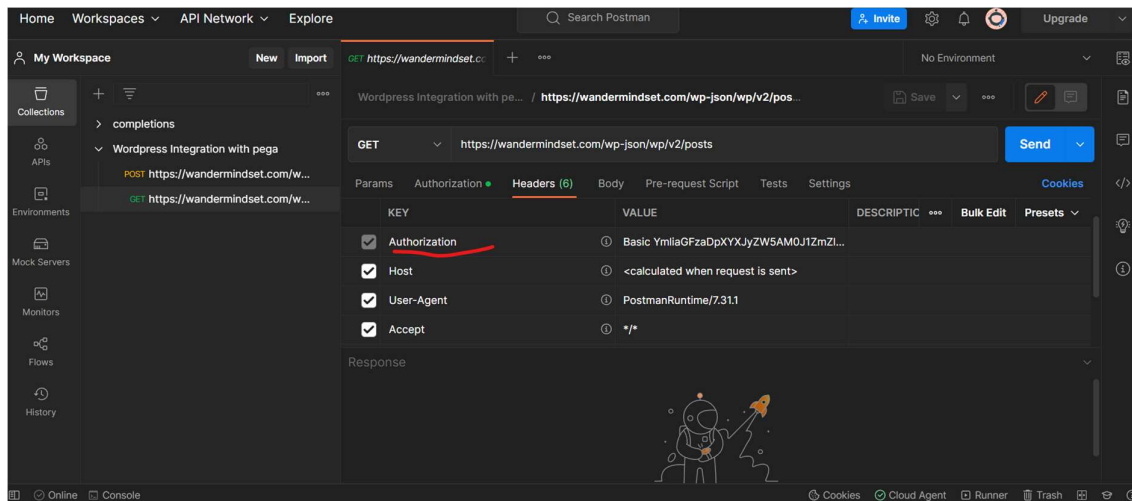 Home Workspaces API Network Explore Search Postman Invite Upgrade
My Workspace New Import GET https://wandermindset.cc No Environment
Collections
APIs
Environments
Mock Servers
Monitors
Flows
History
completions
Wordpress Integration with pega
POST https://wandermindset.com/w...
GET https://wandermindset.com/w...
Wordpress Integration with pe... / https://wandermindset.com/wp-json/wp/v2/pos... Save
GET https://wandermindset.com/wp-json/wp/v2/posts Send
Params Authorization Headers (6) Body Pre-request Script Tests Settings Cookies
KEY VALUE DESCRIPTIC Bulk Edit Presets
Authorization Basic YmliaGFzaDpXYXJyZW5AM0J1ZmZl...
Host <calculated when request is sent>
User-Agent PostmanRuntime/7.31.1
Accept */*
Response
Online Console Cookies Cloud Agent Runner Trash